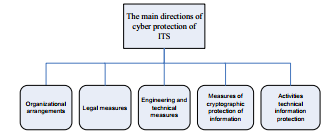 The main directions of
cyber protection of
ITS
Organizational
arrangements
Legal measures
Engineering and
technical
measures
Measures of
cryptographic
protection of
information
Activities
technical
information
protection